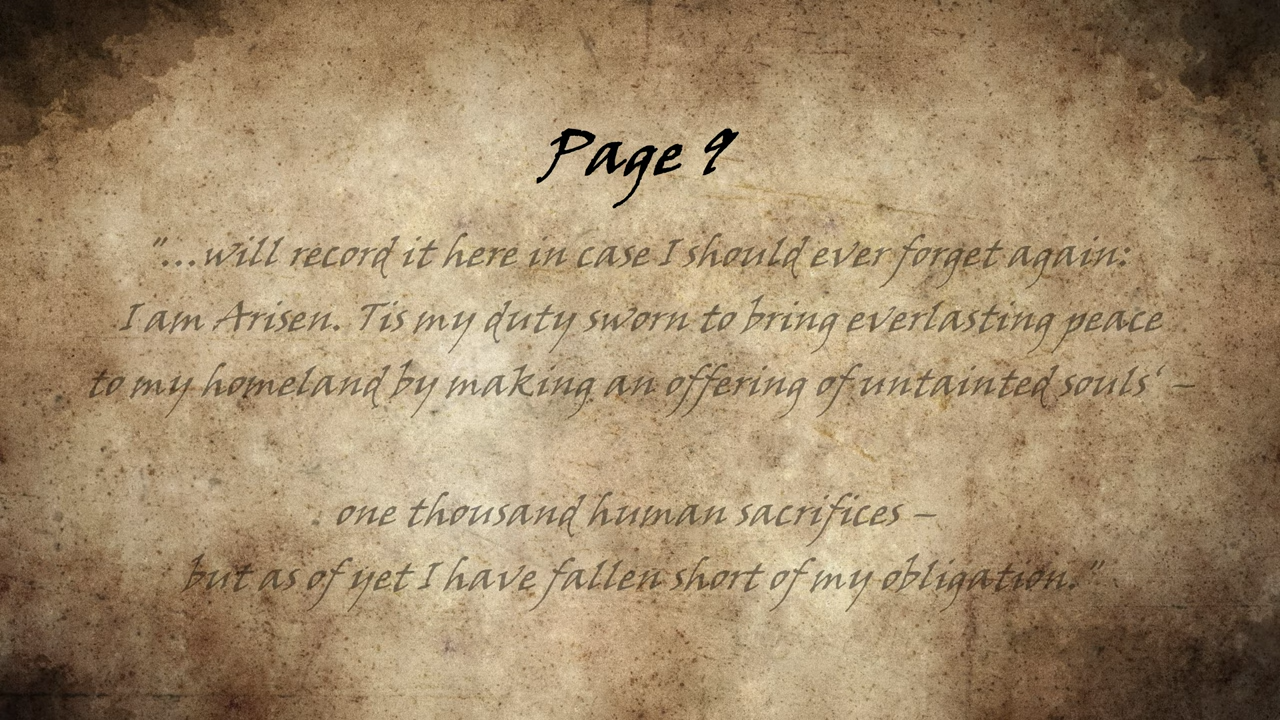 Page 9
"...will record it here in case I should ever forget again:
I am Arisen. Tis my duty sworn to bring everlasting peace
to my homeland by making an offering of untainted souls‘ –
one thousand human sacrifices –
but as of yet I have fallen short of my obligation."